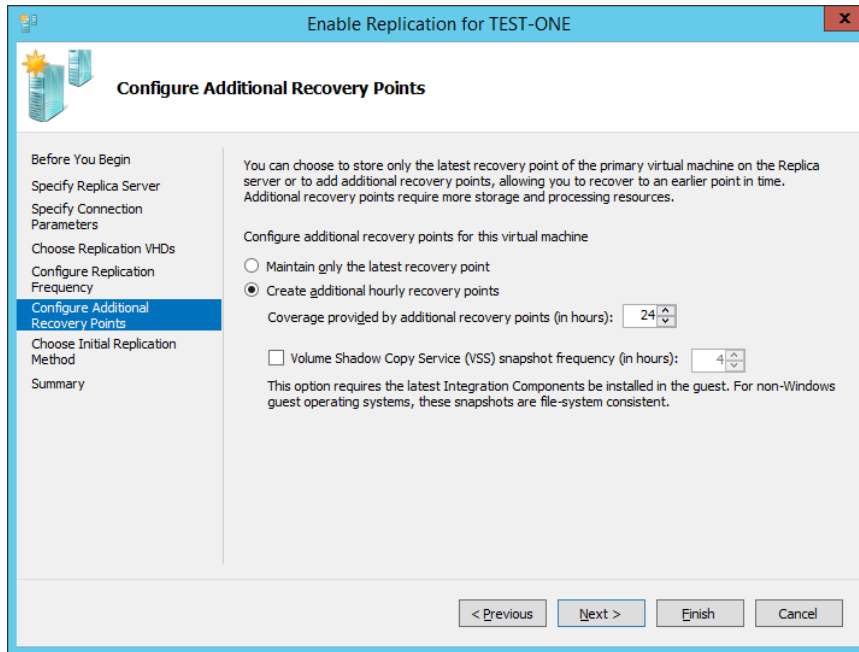 Enable Replication for TEST-ONE
x
Configure Additional Recovery Points
Before You Begin
Specify Replica Server
Specify Connection
Parameters
Choose Replication VHDs
Configure Replication
Frequency
Configure Additional
Recovery Points
Choose Initial Replication
Method
Summary
You can choose to store only the latest recovery point of the primary virtual machine on the Replica
server or to add additional recovery points, allowing you to recover to an earlier point in time.
Additional recovery points require more storage and processing resources.
Configure additional recovery points for this virtual machine
Maintain only the latest recovery point
Create additional hourly recovery points
Coverage provided by additional recovery points (in hours): 24
Volume Shadow Copy Service (VSS) snapshot frequency (in hours): 4
This option requires the latest Integration Components be installed in the guest. For non-Windows
guest operating systems, these snapshots are file-system consistent.
< Previous Next > Finish Cancel